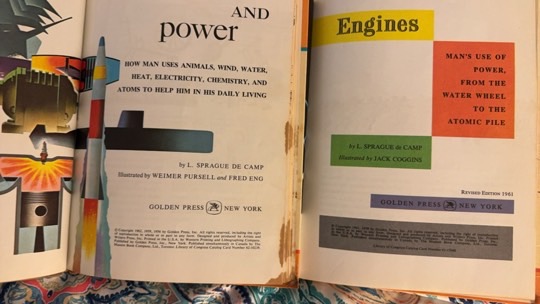 AND
power
HOW MAN USES ANIMALS, WIND, WATER,
HEAT, ELECTRICITY, CHEMISTRY, AND
ATOMS TO HELP HIM IN HIS DAILY LIVING
by L. SPRAGUE DE CAMP
Illustrated by WEIMER PURSELL and FRED ENG
GOLDEN PRESS NEW YORK
Engines
MAN'S USE OF
POWER,
FROM THE
WATER WHEEL
TO THE
ATOMIC PILE
by L. SPRAGUE de CAMP
Illustrated by JACK COGGINS
REVISED EDITION 1961
GOLDEN PRESS NEW YORK